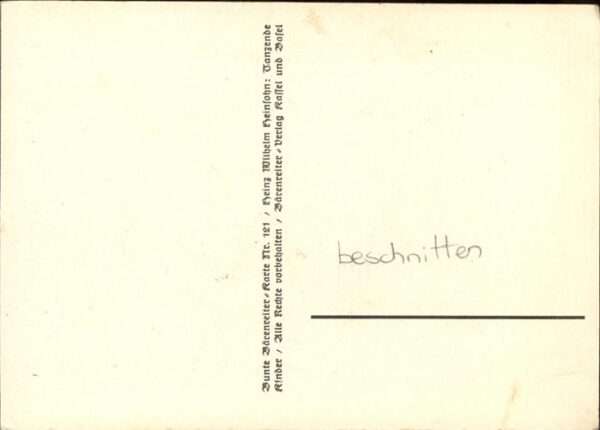 Bunte Bärenreiter-Karte Nr. 121 / Heinz Wilhelm Heinsohn: Tanzende
Kinder / Alle Rechte vorbehalten / Bärenreiter-Verlag Kassel und Basel
beschnitten